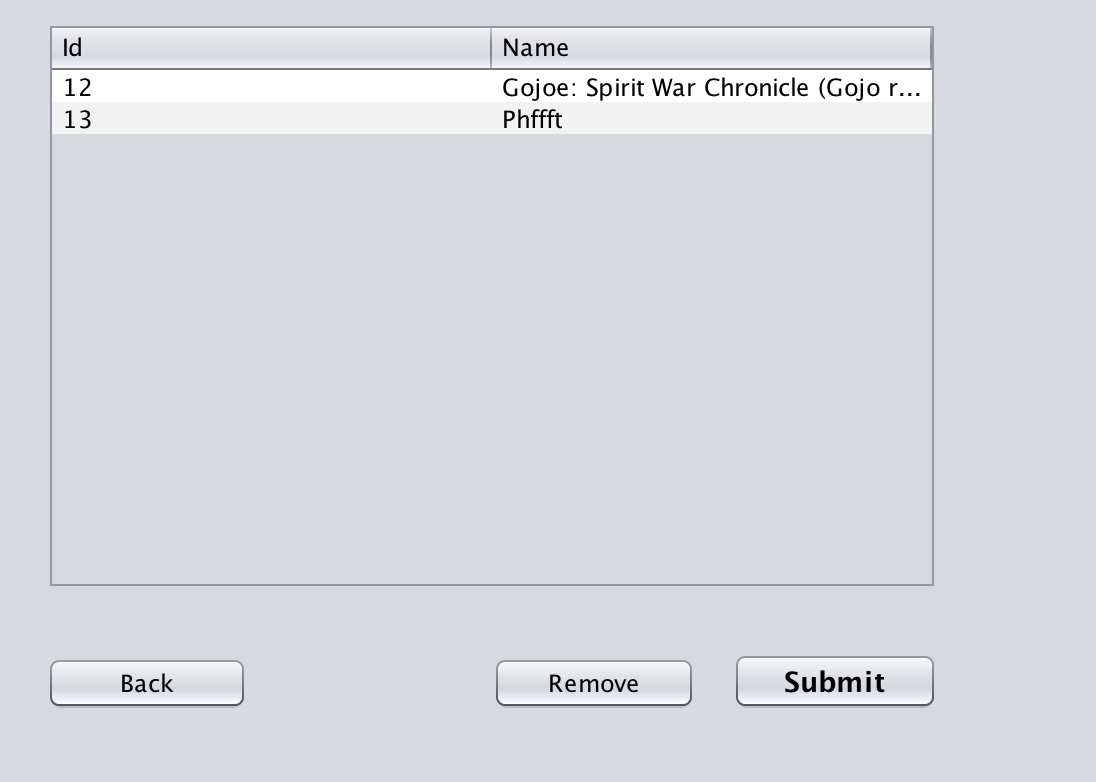 Id Name
12 Gojoe: Spirit War Chronicle (Gojo r...
13 Phffft
Back Remove Submit